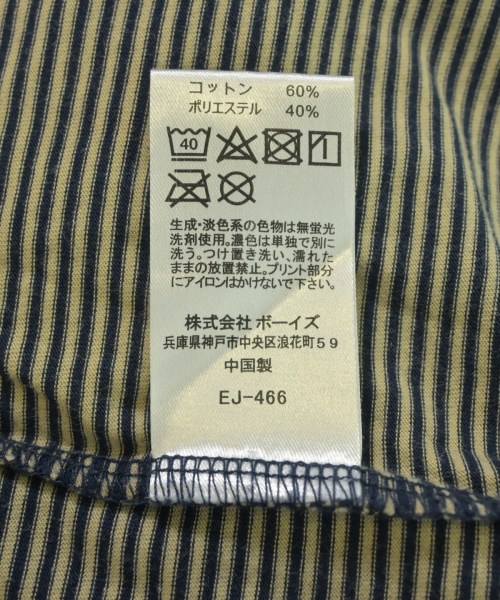 コットン 60%
ポリエステル 40%
40
生成・淡色系の色物は無蛍光
洗剤使用。濃色は単独で別に
洗う。つけ置き洗い、濡れた
ままの放置禁止。プリント部分
にアイロンはかけないで下さい。
株式会社 ボーイズ
兵庫県神戸市中央区浪花町59
中国製
EJ-466